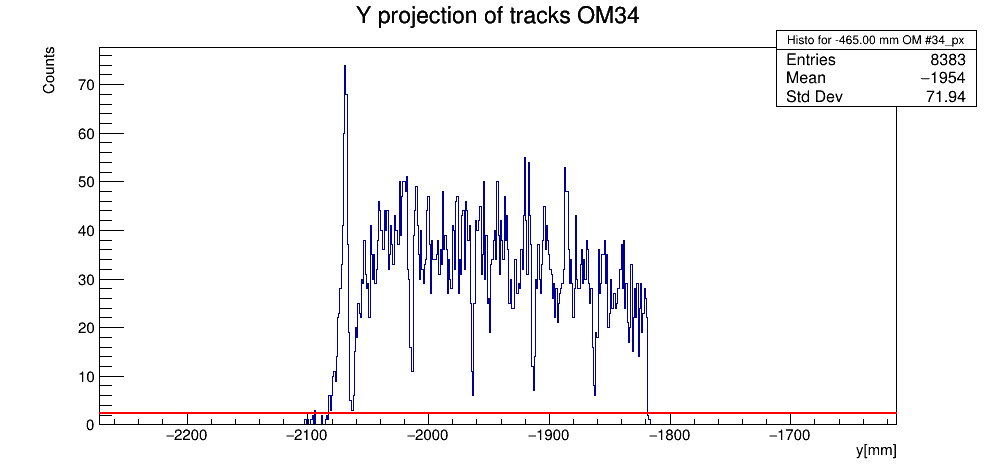 Y projection of tracks OM34
Histo for -465.00 mm OM #34_px
Entries 8383
Mean −1954
Std Dev 71.94
Counts
70
60
50
40
30
20
10
0
−2200 −2100 −2000 −1900 −1800 −1700
y[mm]